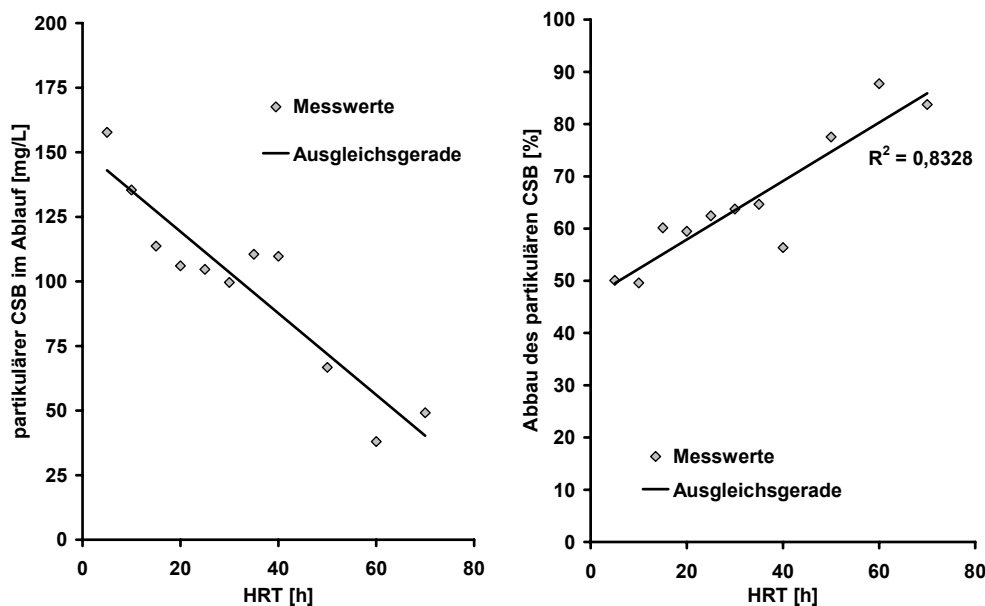 partikulärer CSB im Ablauf [mg/L]
200
175
150
125
100
75
50
25
0
Messwerte
Ausgleichsgerade
0 20 40 60 80
HRT [h]
Abbau des partikulären CSB [%]
100
90
80
70
60
50
40
30
20
10
0
R² = 0,8328
Messwerte
Ausgleichsgerade
0 20 40 60 80
HRT [h]